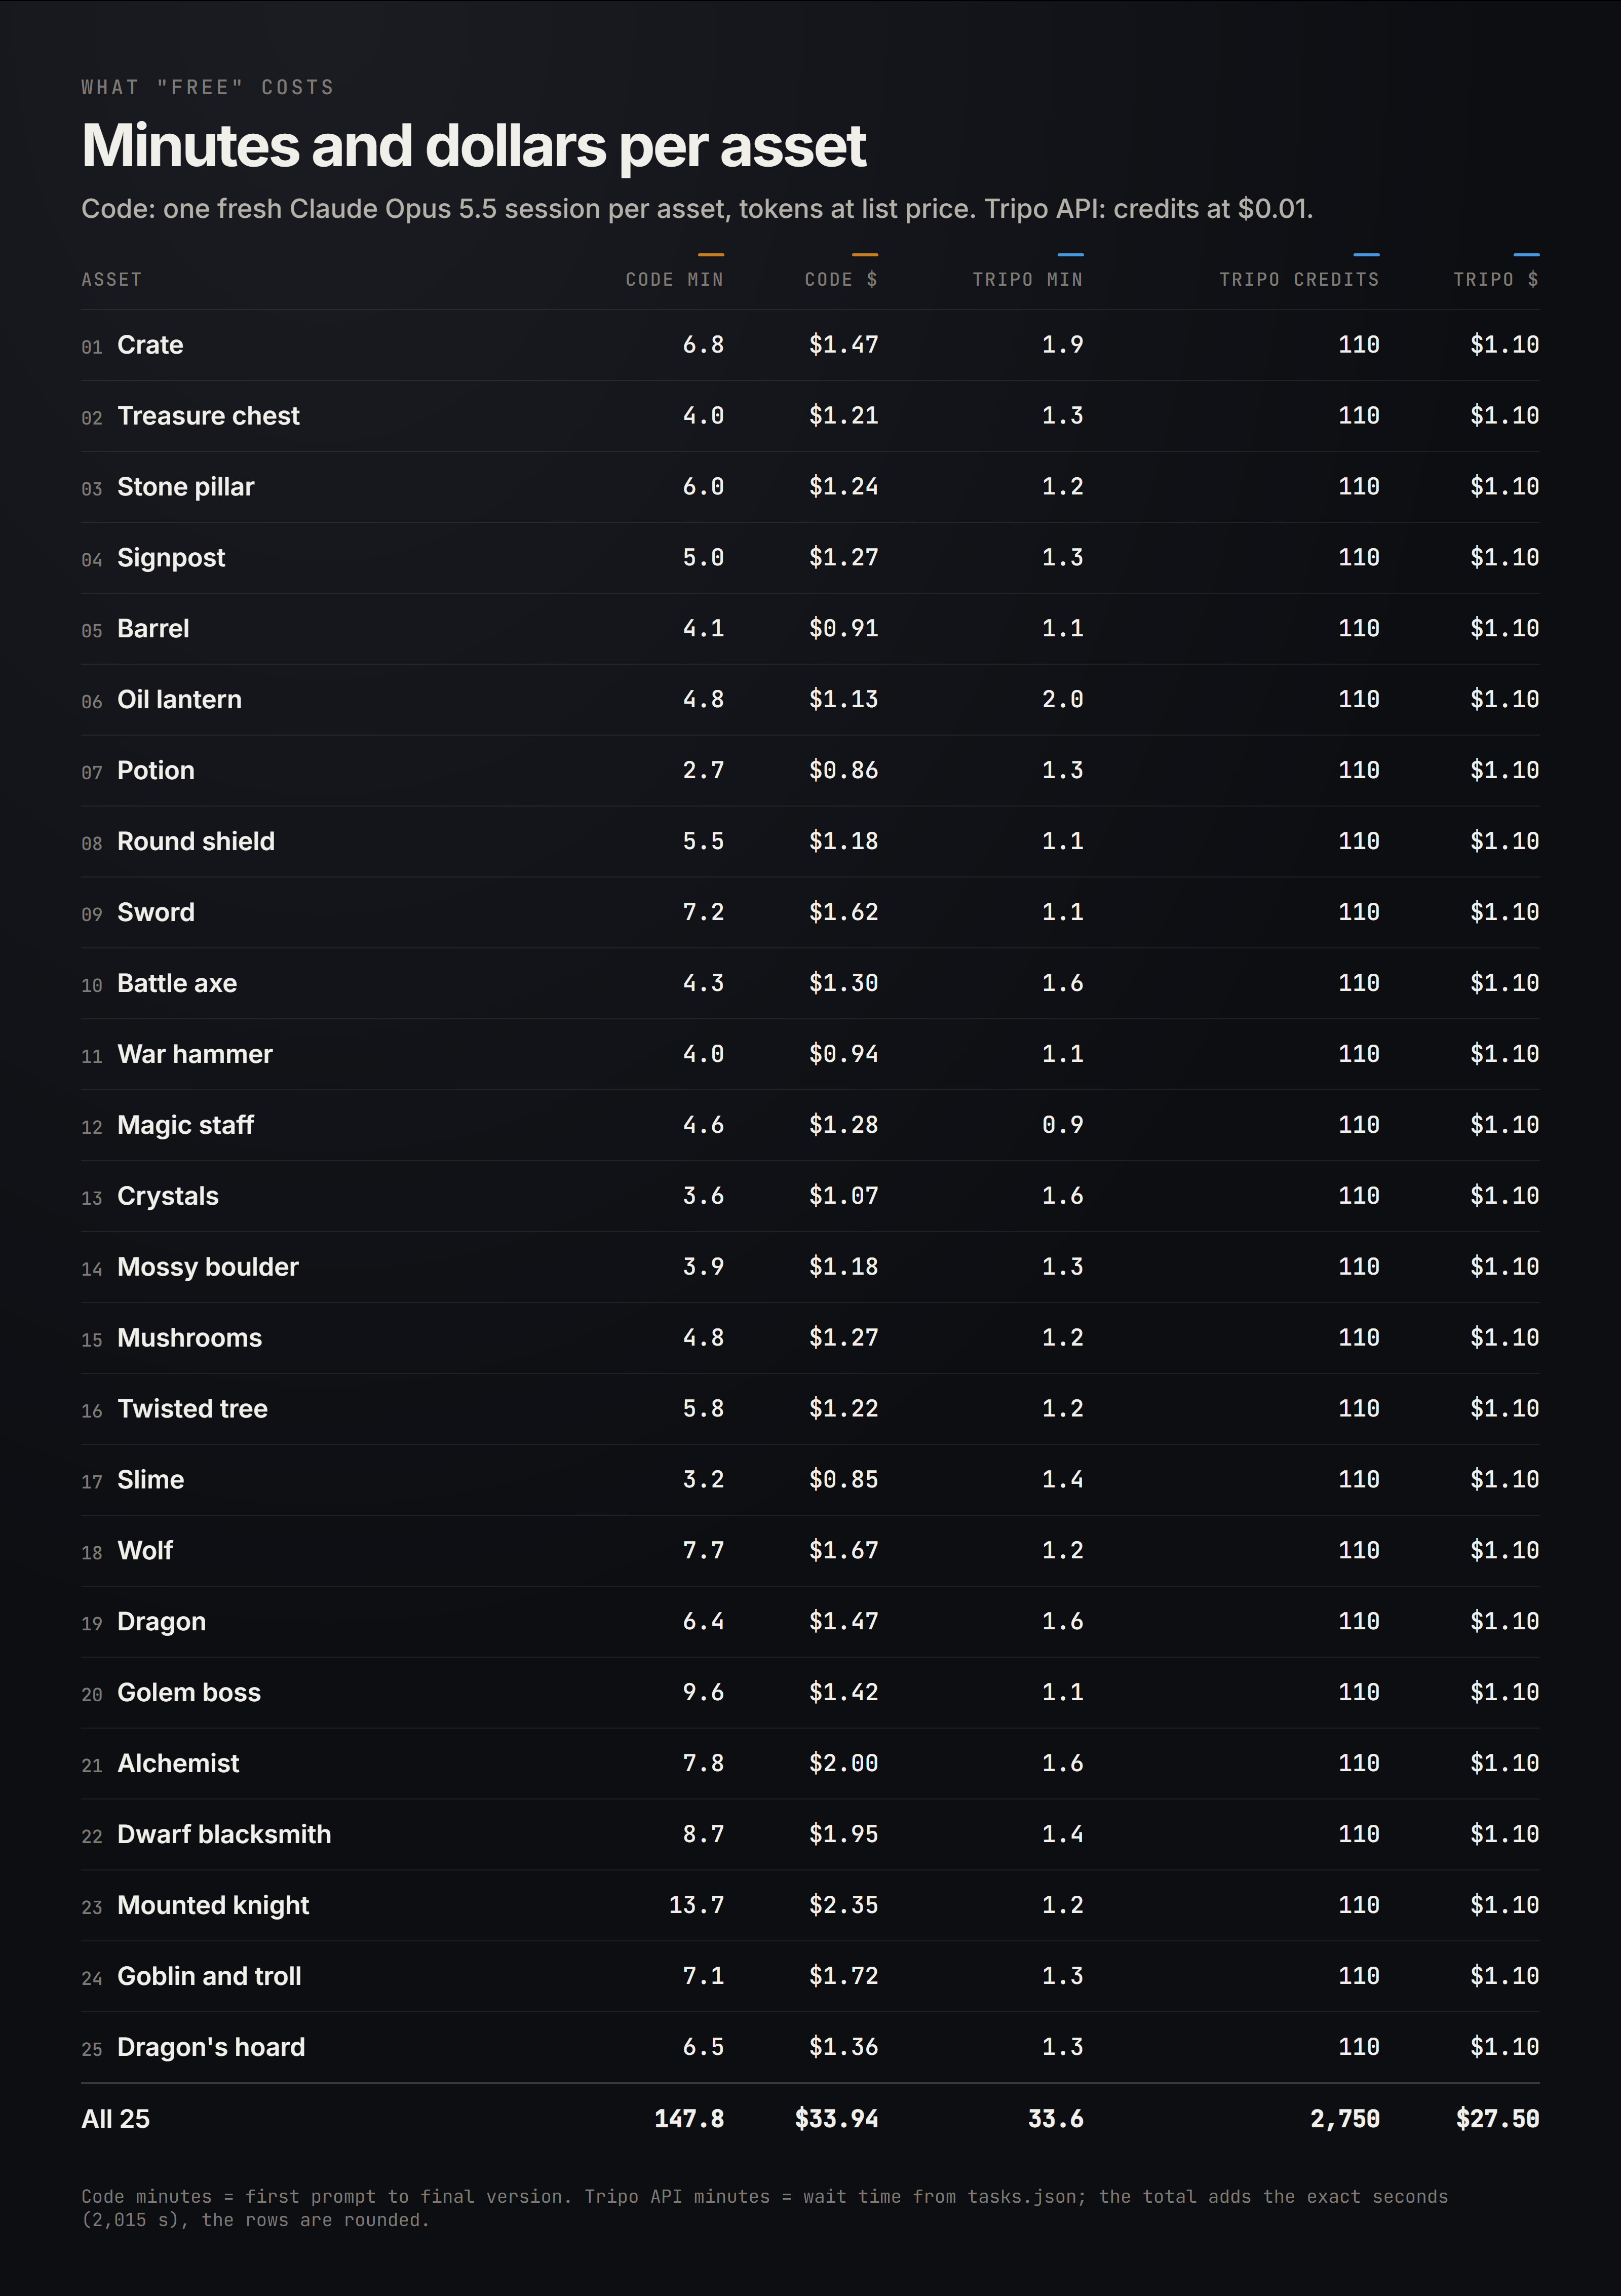 WHAT "FREE" COSTS
Minutes and dollars per asset
Code: one fresh Claude Opus 5.5 session per asset, tokens at list price. Tripo API: credits at $0.01.
ASSET CODE MIN CODE $ TRIPO MIN TRIPO CREDITS TRIPO $
01 Crate 6.8 $1.47 1.9 110 $1.10
02 Treasure chest 4.0 $1.21 1.3 110 $1.10
03 Stone pillar 6.0 $1.24 1.2 110 $1.10
04 Signpost 5.0 $1.27 1.3 110 $1.10
05 Barrel 4.1 $0.91 1.1 110 $1.10
06 Oil lantern 4.8 $1.13 2.0 110 $1.10
07 Potion 2.7 $0.86 1.3 110 $1.10
08 Round shield 5.5 $1.18 1.1 110 $1.10
09 Sword 7.2 $1.62 1.1 110 $1.10
10 Battle axe 4.3 $1.30 1.6 110 $1.10
11 War hammer 4.0 $0.94 1.1 110 $1.10
12 Magic staff 4.6 $1.28 0.9 110 $1.10
13 Crystals 3.6 $1.07 1.6 110 $1.10
14 Mossy boulder 3.9 $1.18 1.3 110 $1.10
15 Mushrooms 4.8 $1.27 1.2 110 $1.10
16 Twisted tree 5.8 $1.22 1.2 110 $1.10
17 Slime 3.2 $0.85 1.4 110 $1.10
18 Wolf 7.7 $1.67 1.2 110 $1.10
19 Dragon 6.4 $1.47 1.6 110 $1.10
20 Golem boss 9.6 $1.42 1.1 110 $1.10
21 Alchemist 7.8 $2.00 1.6 110 $1.10
22 Dwarf blacksmith 8.7 $1.95 1.4 110 $1.10
23 Mounted knight 13.7 $2.35 1.2 110 $1.10
24 Goblin and troll 7.1 $1.72 1.3 110 $1.10
25 Dragon's hoard 6.5 $1.36 1.3 110 $1.10
All 25 147.8 $33.94 33.6 2,750 $27.50
Code minutes = first prompt to final version. Tripo API minutes = wait time from tasks.json; the total adds the exact seconds
(2,015 s), the rows are rounded.